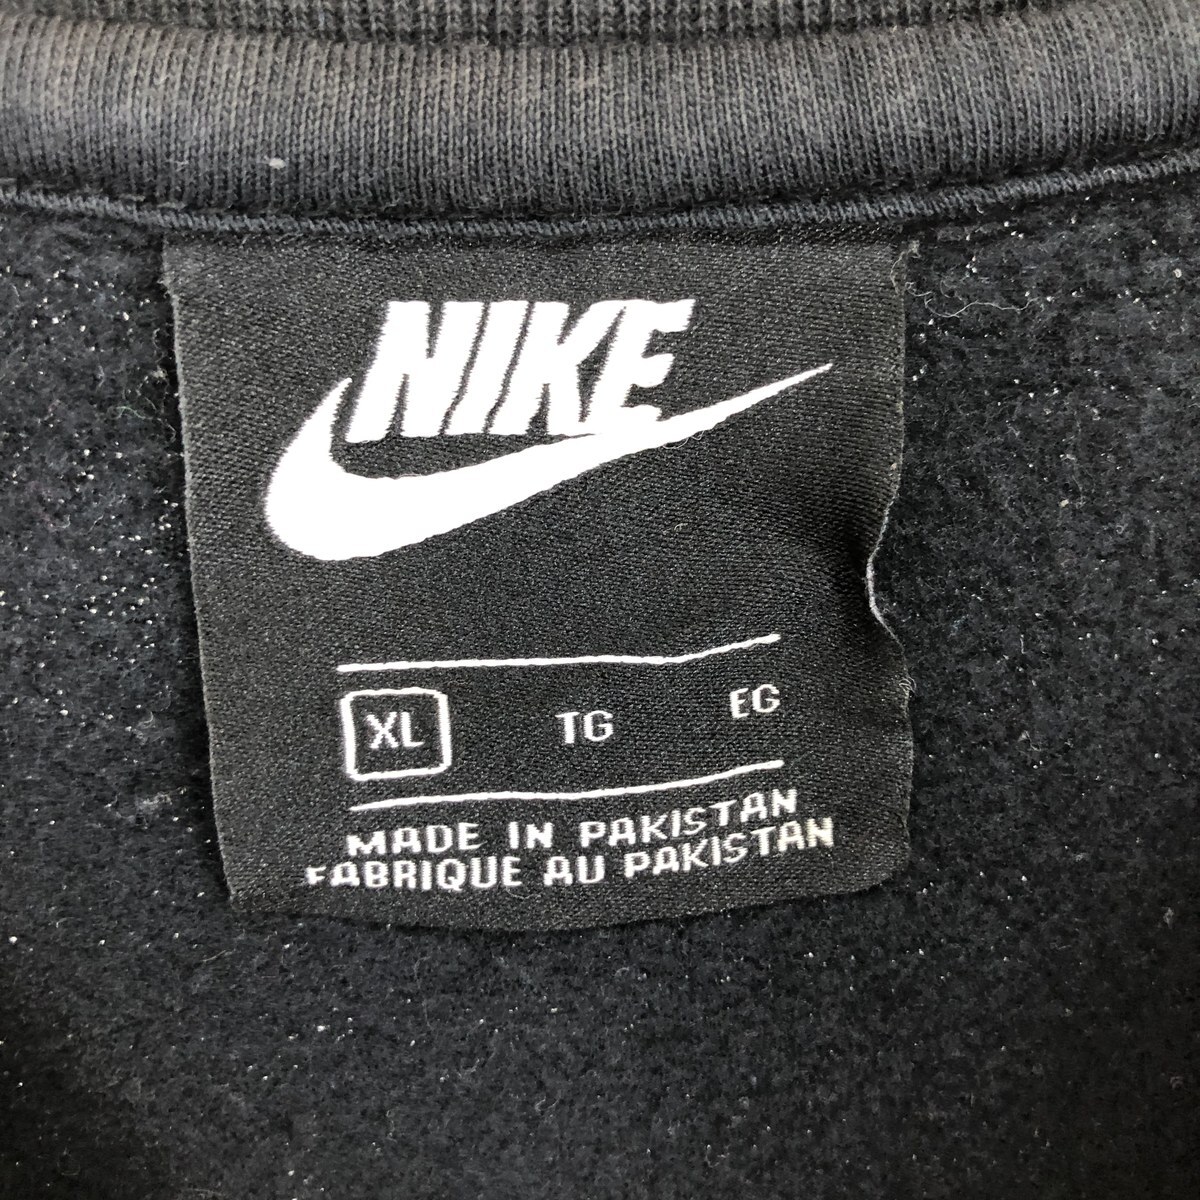 NIKE
XL TG EG
MADE IN PAKISTAN
FABRIQUE AU PAKISTAN